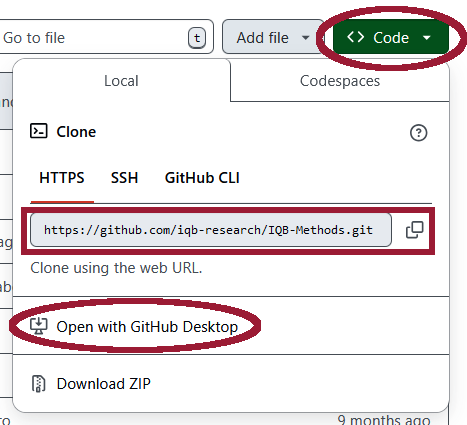 Go to file t Add file <> Code
Local Codespaces
Clone
HTTPS SSH GitHub CLI
https://github.com/iqb-research/IQB-Methods.git
Clone using the web URL.
Open with GitHub Desktop
Download ZIP
9 months ago